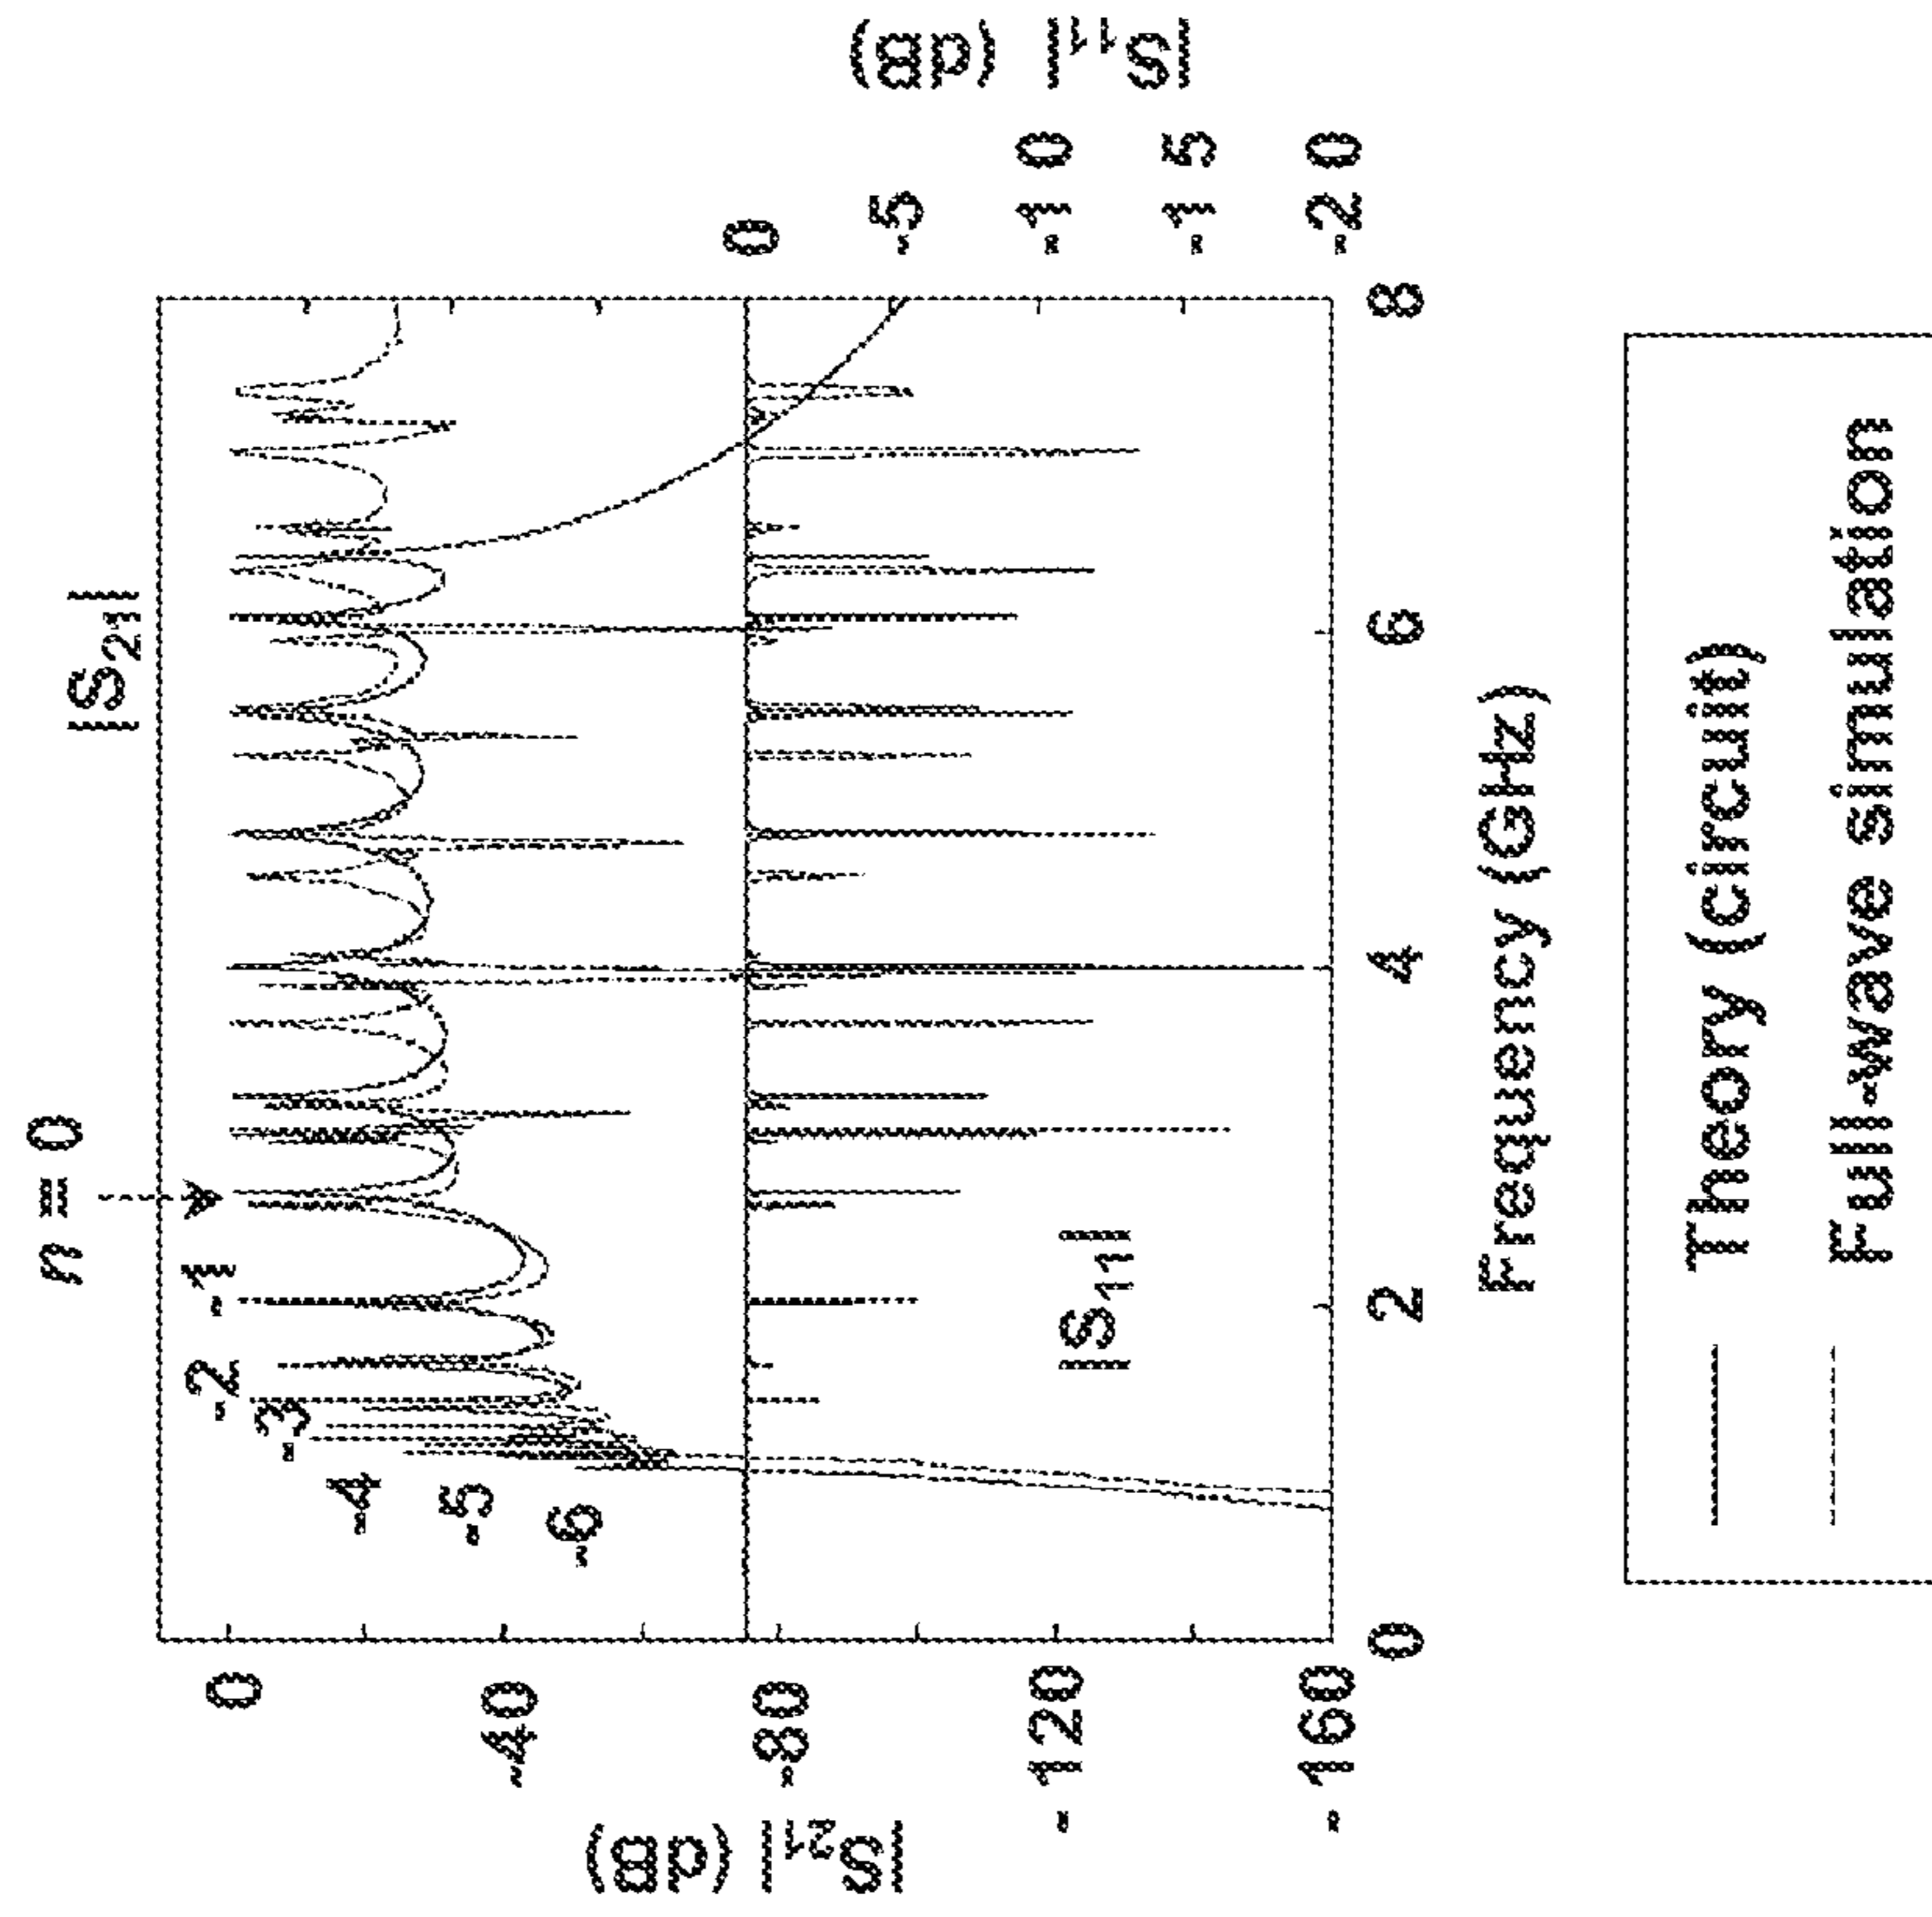 n = 0
|S21|
-1
-2
-3
-4
-5
-6
|S11|
|S21| (dB)
0
-40
-80
-120
-160
|S11| (dB)
0
-5
-10
-15
-20
0
2
4
6
8
Frequency (GHz)
Theory (circuit)
Full-wave simulation